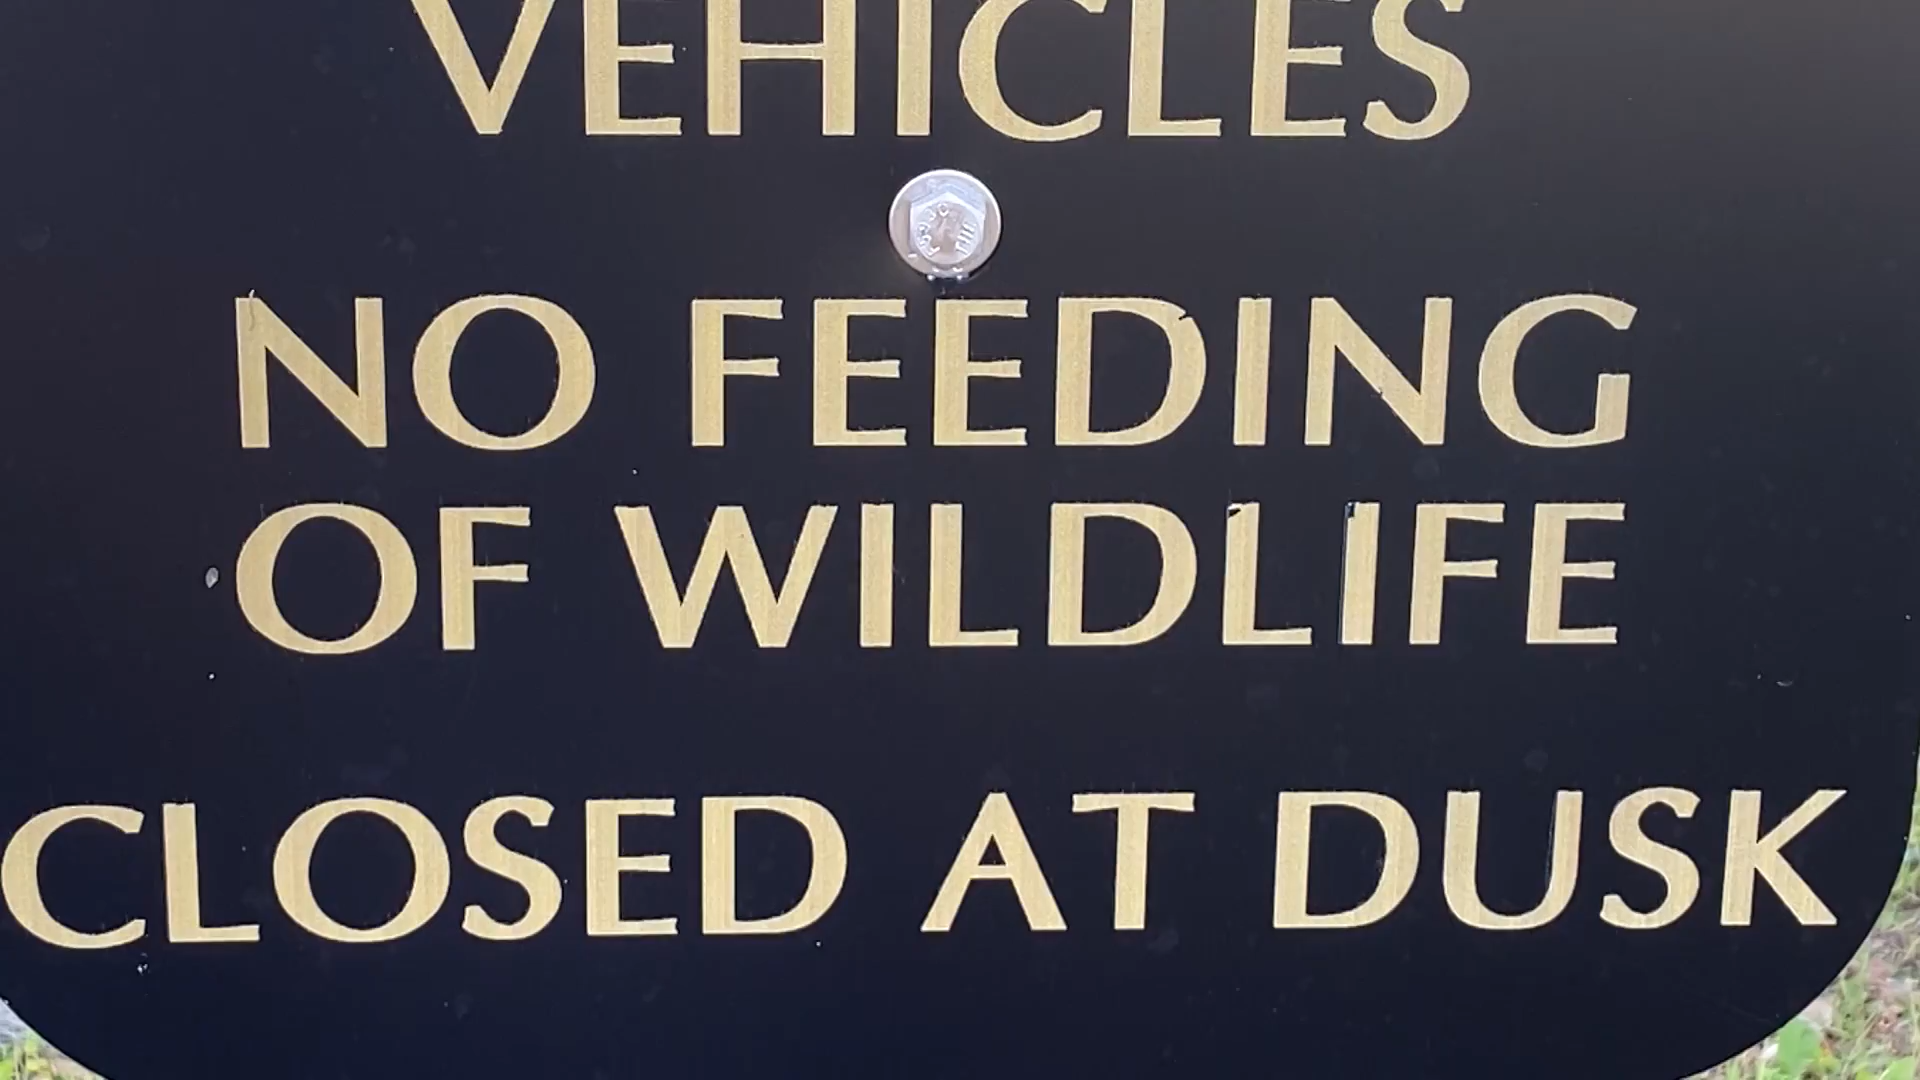 VEHICLES
NO FEEDING
OF WILDLIFE
CLOSED AT DUSK